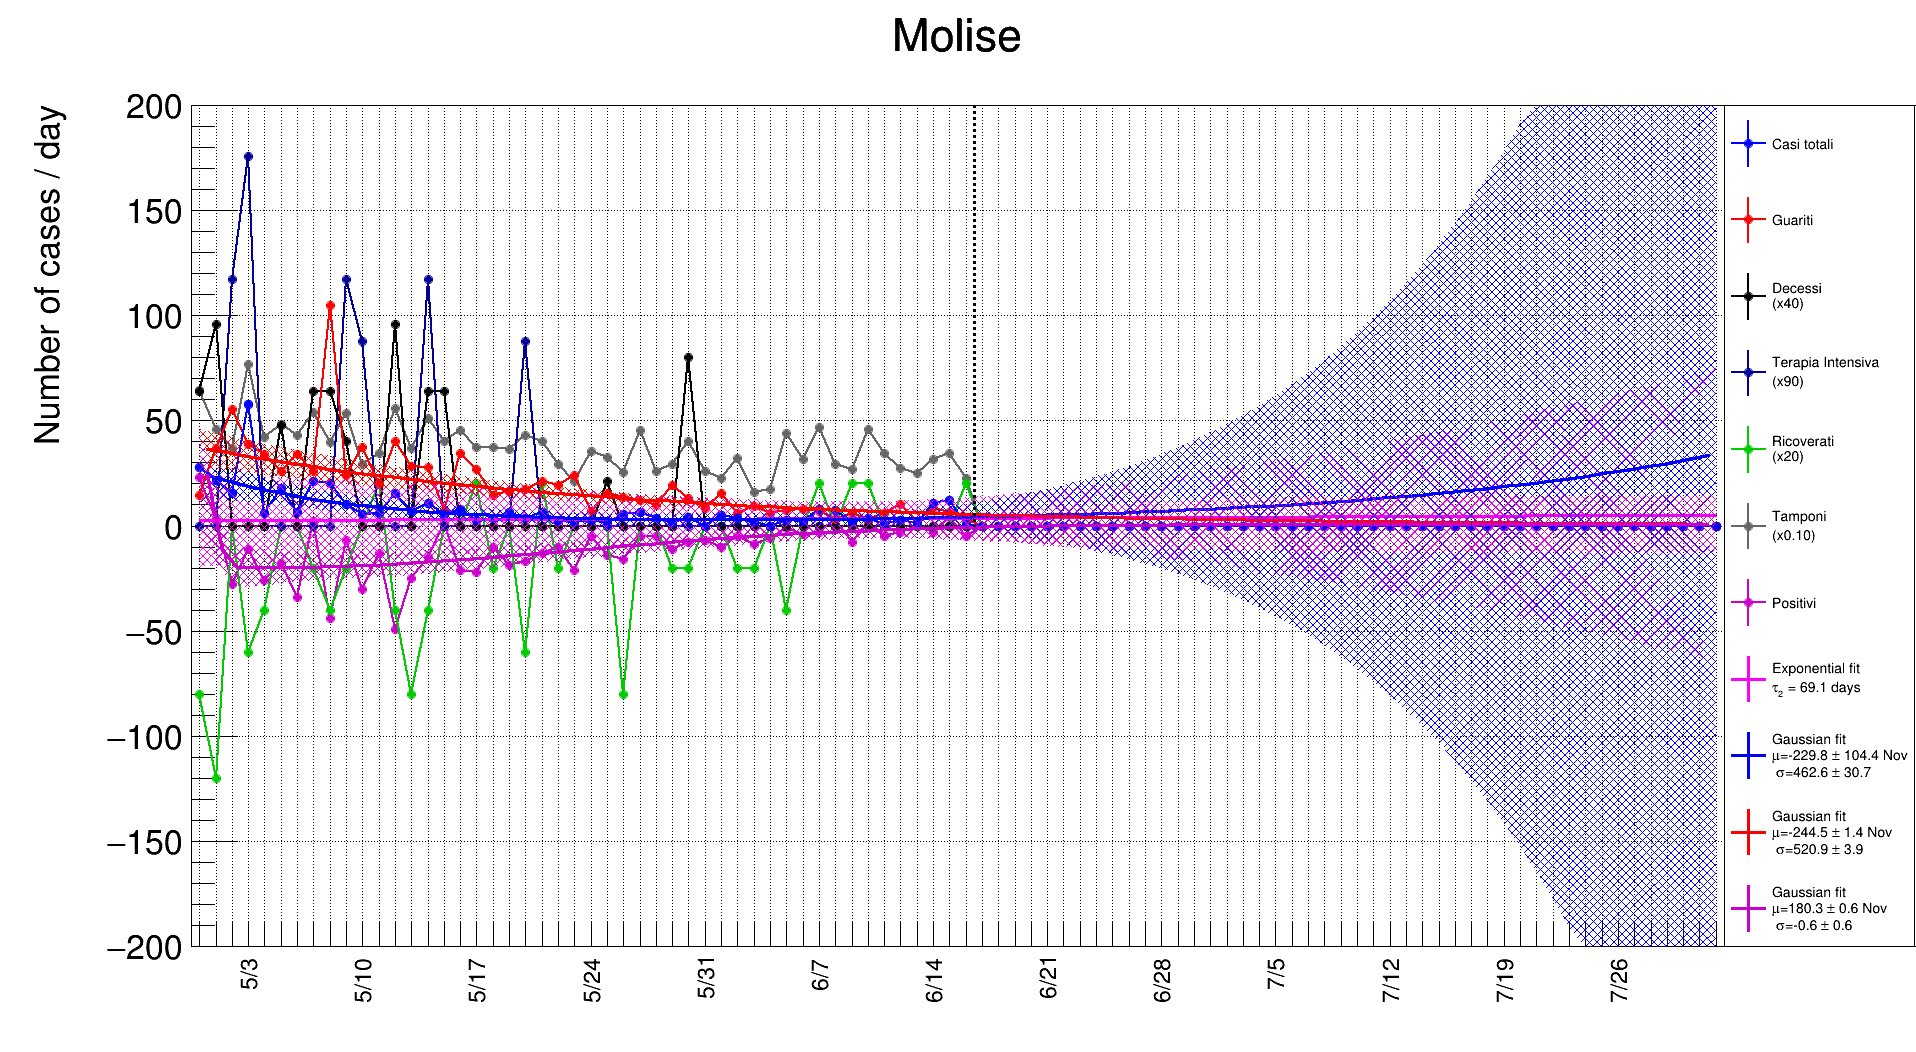 Molise
Number of cases / day
200
150
100
50
0
−50
−100
−150
−200
5/3
5/10
5/17
5/24
5/31
6/7
6/14
6/21
6/28
7/5
7/12
7/19
7/26
Casi totali
Guariti
Decessi
(x40)
Terapia Intensiva
(x90)
Ricoverati
(x20)
Tamponi
(x0.10)
Positivi
Exponential fit
τ2 = 69.1 days
Gaussian fit
μ=-229.8 ± 104.4 Nov
σ=462.6 ± 30.7
Gaussian fit
μ=-244.5 ± 1.4 Nov
σ=520.9 ± 3.9
Gaussian fit
μ=180.3 ± 0.6 Nov
σ=-0.6 ± 0.6